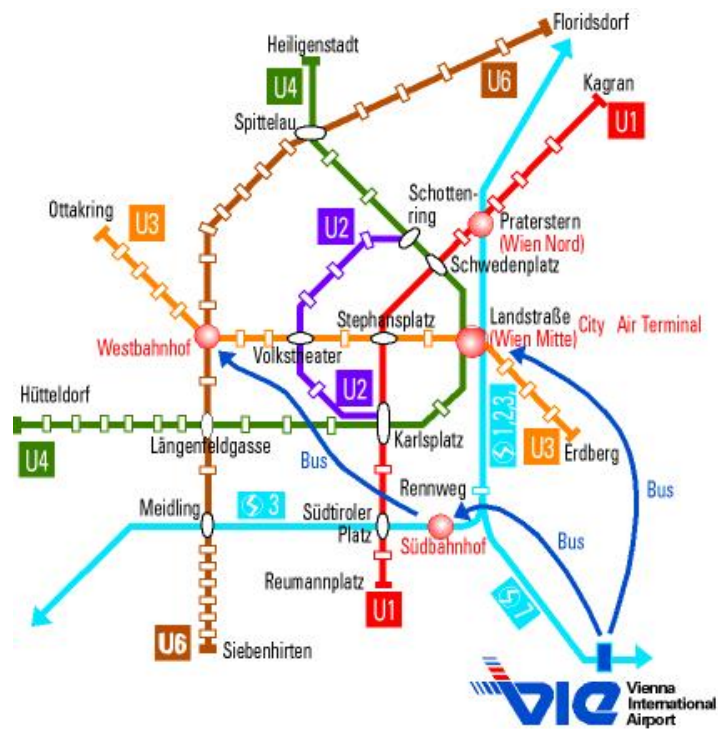 Floridsdorf
Heiligenstadt
U4
U6
Kagran
Spittelau
U1
Schotten-
ring
Ottakring
U3
U2
Praterstern
(Wien Nord)
Schwedenplatz
Stephansplatz
Landstraße
(Wien Mitte)
City Air Terminal
Westbahnhof
Volkstheater
Hütteldorf
U2
U4
Längenfeldgasse
Karlsplatz
1,2,3,
U3
Erdberg
Bus
Rennweg
Bus
Meidling
3
Südtiroler
Platz
Südbahnhof
Bus
Reumannplatz
U1
7
U6
Siebenhirten
VIE
Vienna
International
Airport